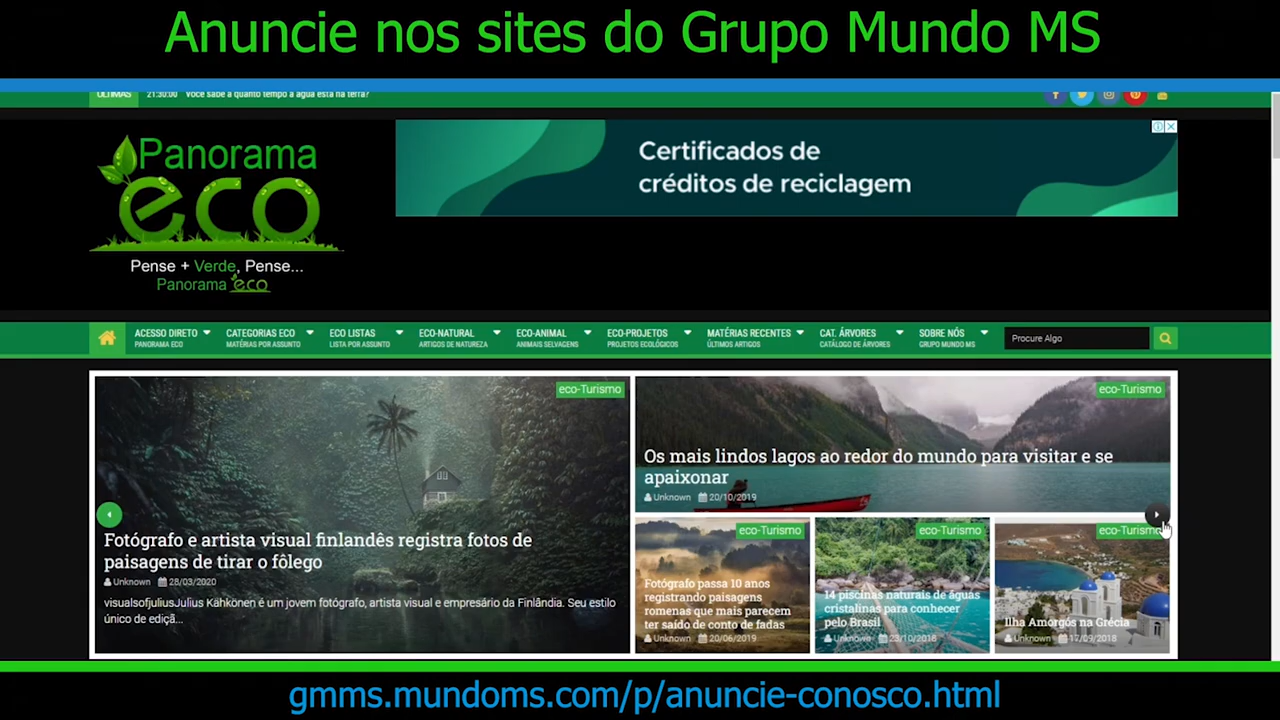 Anuncie nos sites do Grupo Mundo MS
ÚLTIMAS 21:30:00 Você sabe a quanto tempo a água está na terra?
Panorama
eco
Pense + Verde, Pense...
Panorama eco
Certificados de
créditos de reciclagem
ACESSO DIRETO CATEGORIAS ECO ECO LISTAS ECO-NATURAL ECO-ANIMAL ECO-PROJETOS MATÉRIAS RECENTES CAT. ÁRVORES SOBRE NÓS
PANORAMA ECO MATÉRIAS POR ASSUNTO LISTA POR ASSUNTO ARTIGOS DE NATUREZA ANIMAIS SELVAGENS PROJETOS ECOLÓGICOS ÚLTIMOS ARTIGOS CATÁLOGO DE ÁRVORES GRUPO MUNDO MS
Procure Algo
eco-Turismo
Fotógrafo e artista visual finlandês registra fotos de
paisagens de tirar o fôlego
Unknown 28/03/2020
visualsofjuliusJulius Kähkönen é um jovem fotógrafo, artista visual e empresário da Finlândia. Seu estilo
único de ediçã...
eco-Turismo
Os mais lindos lagos ao redor do mundo para visitar e se
apaixonar
Unknown 20/10/2019
eco-Turismo
Fotógrafo passa 10 anos
registrando paisagens
romenas que mais parecem
ter saído de conto de fadas
Unknown 20/06/2019
eco-Turismo
14 piscinas naturais de águas
cristalinas para conhecer
pelo Brasil
Unknown 23/10/2018
eco-Turismo
Ilha Amorgós na Grécia
Unknown 17/09/2018
gmms.mundoms.com/p/anuncie-conosco.html